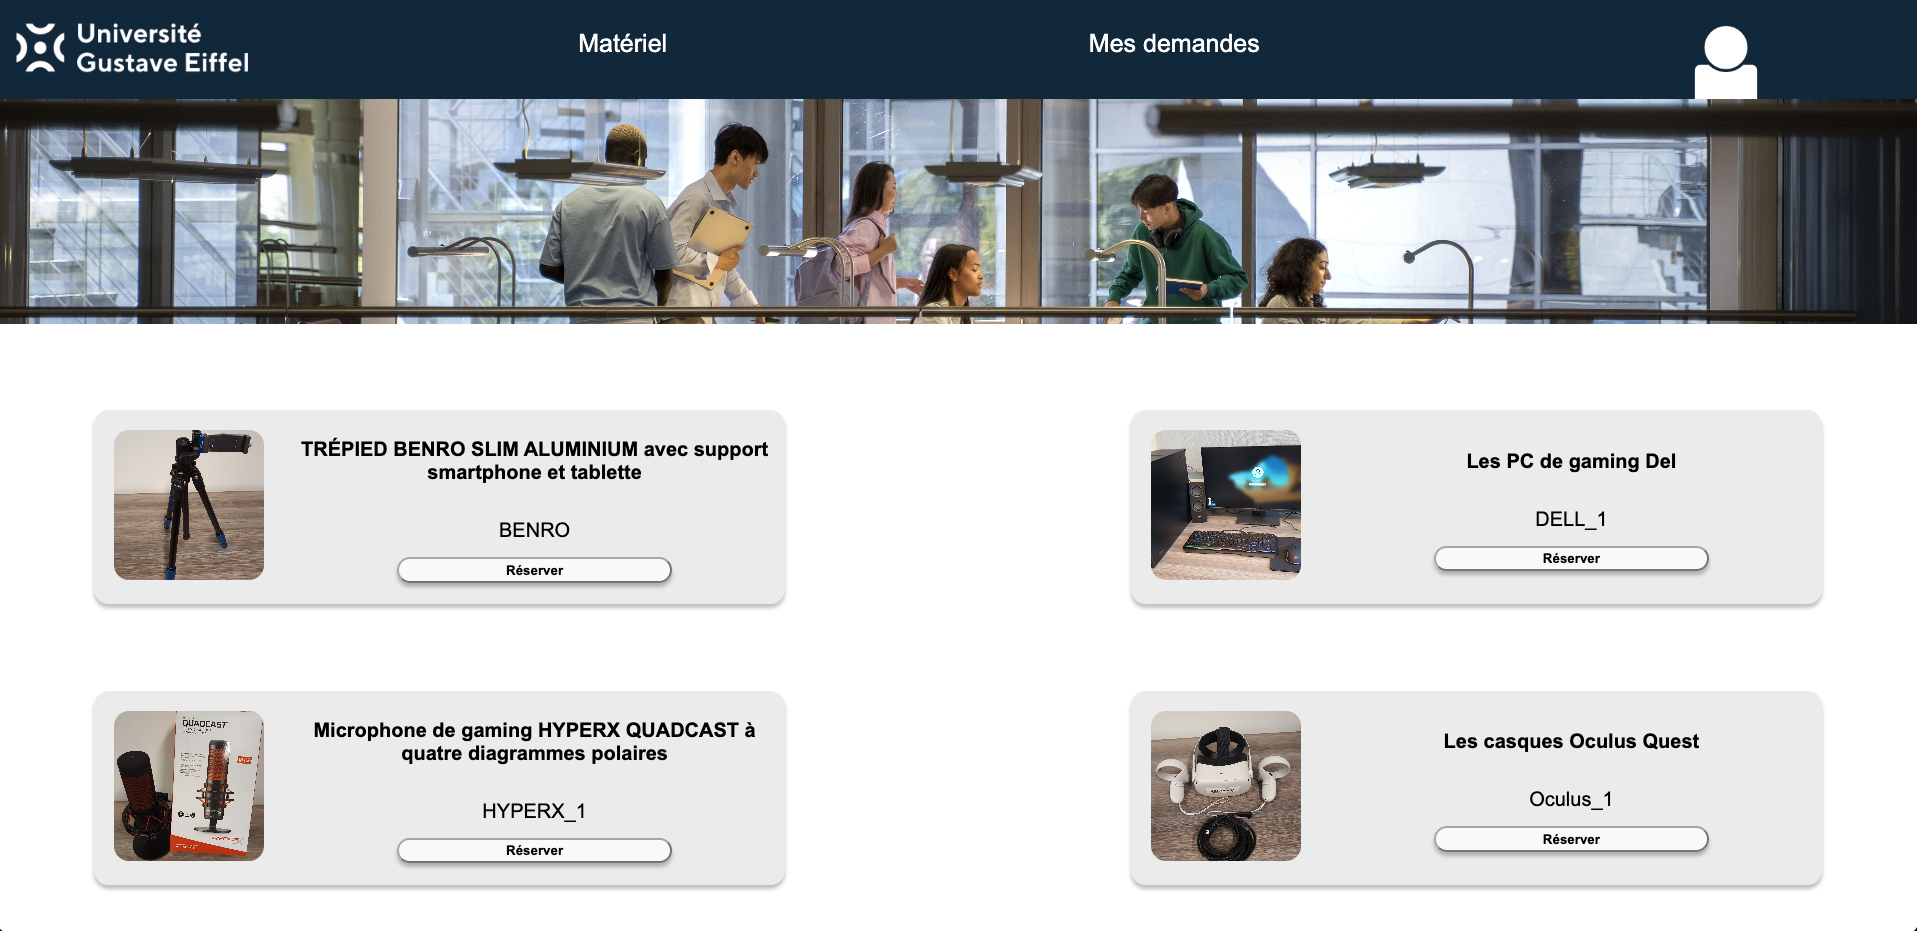 Université
Gustave Eiffel
Matériel
Mes demandes
TRÉPIED BENRO SLIM ALUMINIUM avec support
smartphone et tablette
BENRO
Réserver
Les PC de gaming Del
DELL_1
Réserver
QUADCAST
Microphone de gaming HYPERX QUADCAST à
quatre diagrammes polaires
HYPERX_1
Réserver
Les casques Oculus Quest
Oculus_1
Réserver